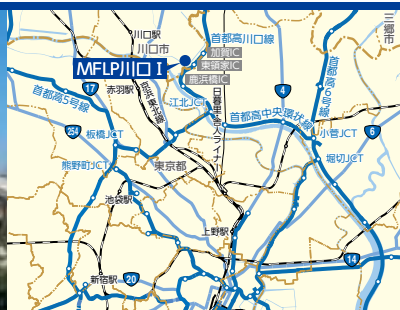 三郷市
川口駅
川口市
首都高川口線
加賀IC
東領家IC
鹿浜橋IC
MFLP川口Ⅰ
17
赤羽駅
京浜東北線
首都高5号線
江北JCT
日暮里・舎人ライナー
4
首都高6号線
首都高中央環状線
254
板橋JCT
小菅JCT
6
熊野町JCT
東京都
堀切JCT
池袋駅
上野駅
14
新宿駅
20